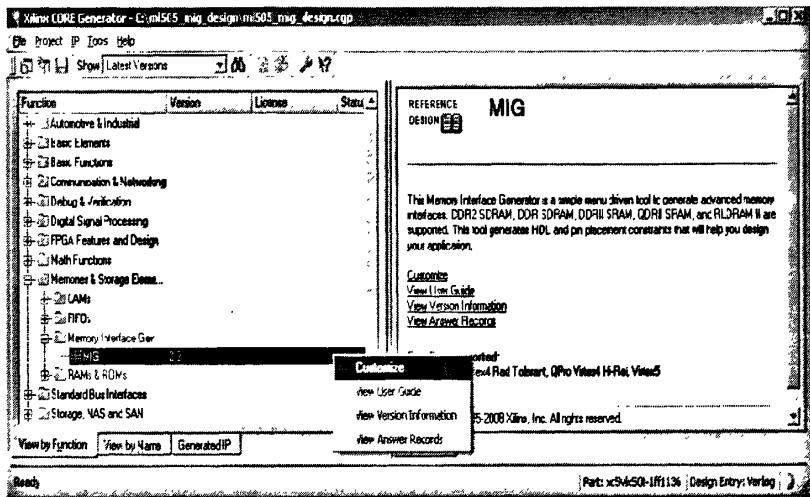 Xilinx CORE Generator - C:\ml505_mig_design\ml505_mig_design.cgp
File Project IP Tools Help
Show Latest Versions
Function Version License Status
Automotive & Industrial
Basic Elements
Basic Functions
Communication & Networking
Debug & Verification
Digital Signal Processing
FPGA Features and Design
Math Functions
Memories & Storage Eleme...
CAMs
FIFOs
Memory Interface Gen
MIG 2.2
RAMs & ROMs
Standard Bus Interfaces
Storage, NAS and SAN
View by Function View by Name Generated IP
REFERENCE
DESIGN
MIG
This Memory Interface Generator is a simple menu driven tool to generate advanced memory
interfaces. DDR2 SDRAM, DDR SDRAM, DDRII SRAM, QDRII SRAM, and RLDRAM II are
supported. This tool generates HDL and pin placement constraints that will help you design
your application.
Customize
View User Guide
View Version Information
View Answer Records
Customize
View User Guide
View Version Information
View Answer Records
Rad Tolerant, QPro Virtex4 Hi-Rel, Virtex5
2008 Xilinx, Inc. All rights reserved.
Ready
Part: xc5vlx50t-1ff1136 Design Entry: Verilog